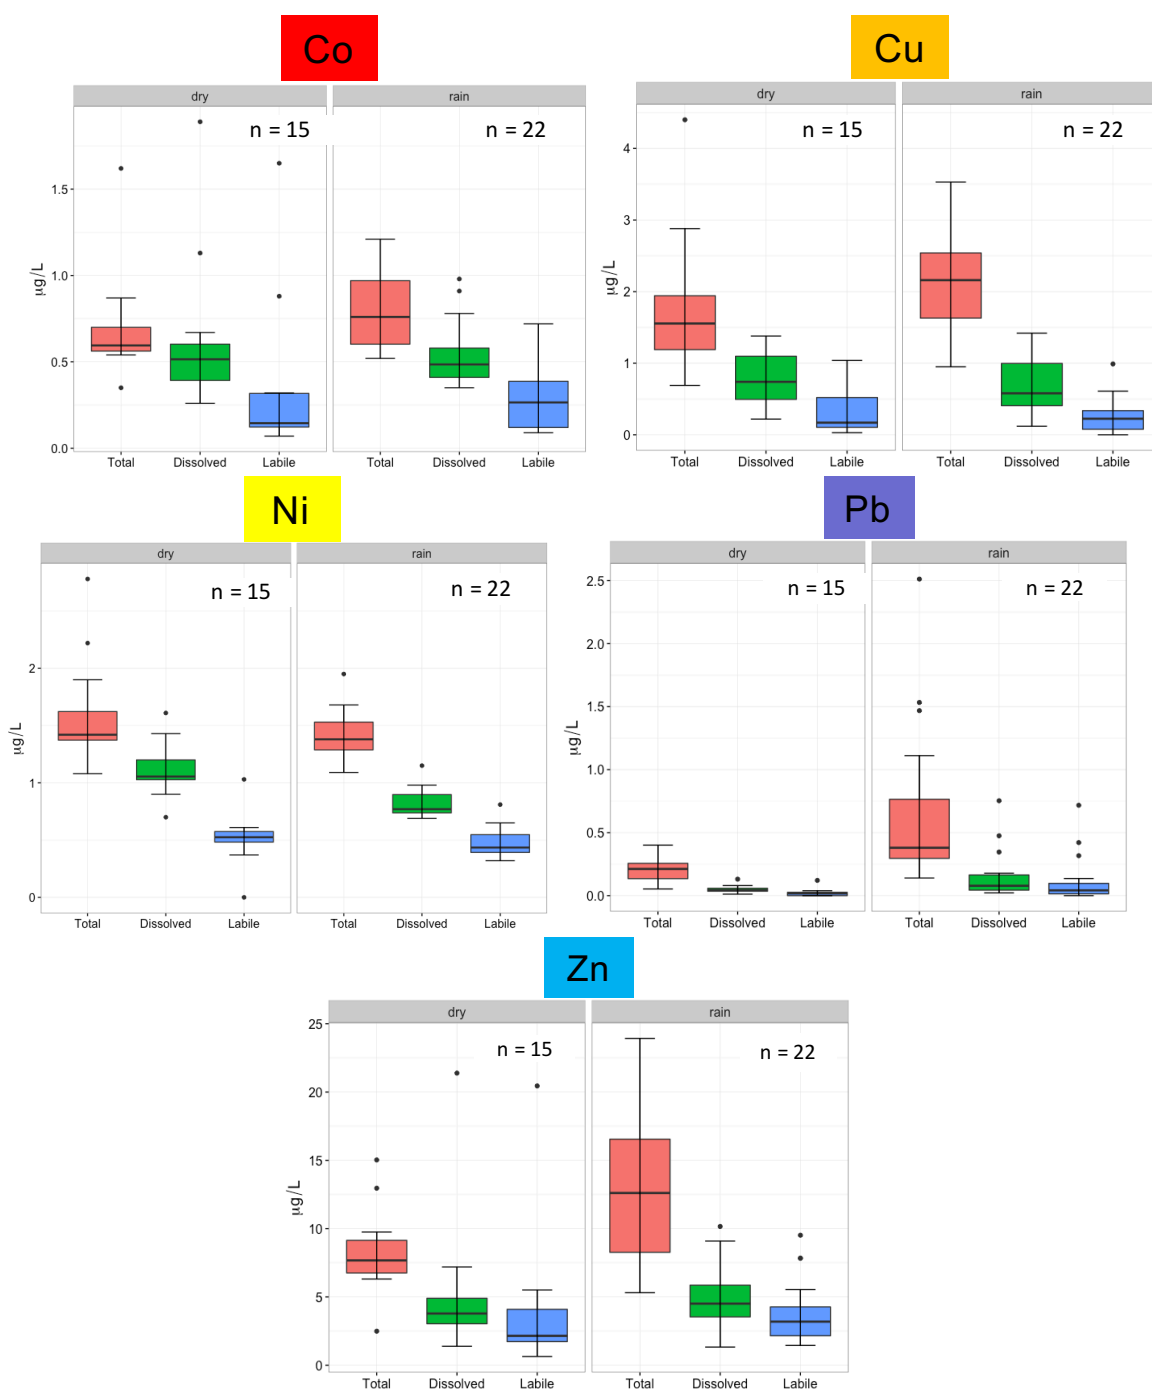 Co
dry
rain
n = 15
n = 22
μg/L
1.5
1.0
0.5
0.0
Total
Dissolved
Labile
Total
Dissolved
Labile
Cu
dry
rain
n = 15
n = 22
μg/L
4
3
2
1
0
Total
Dissolved
Labile
Total
Dissolved
Labile
Ni
dry
rain
n = 15
n = 22
μg/L
2
1
0
Total
Dissolved
Labile
Total
Dissolved
Labile
Pb
dry
rain
n = 15
n = 22
μg/L
2.5
2.0
1.5
1.0
0.5
0.0
Total
Dissolved
Labile
Total
Dissolved
Labile
Zn
dry
rain
n = 15
n = 22
μg/L
25
20
15
10
5
0
Total
Dissolved
Labile
Total
Dissolved
Labile